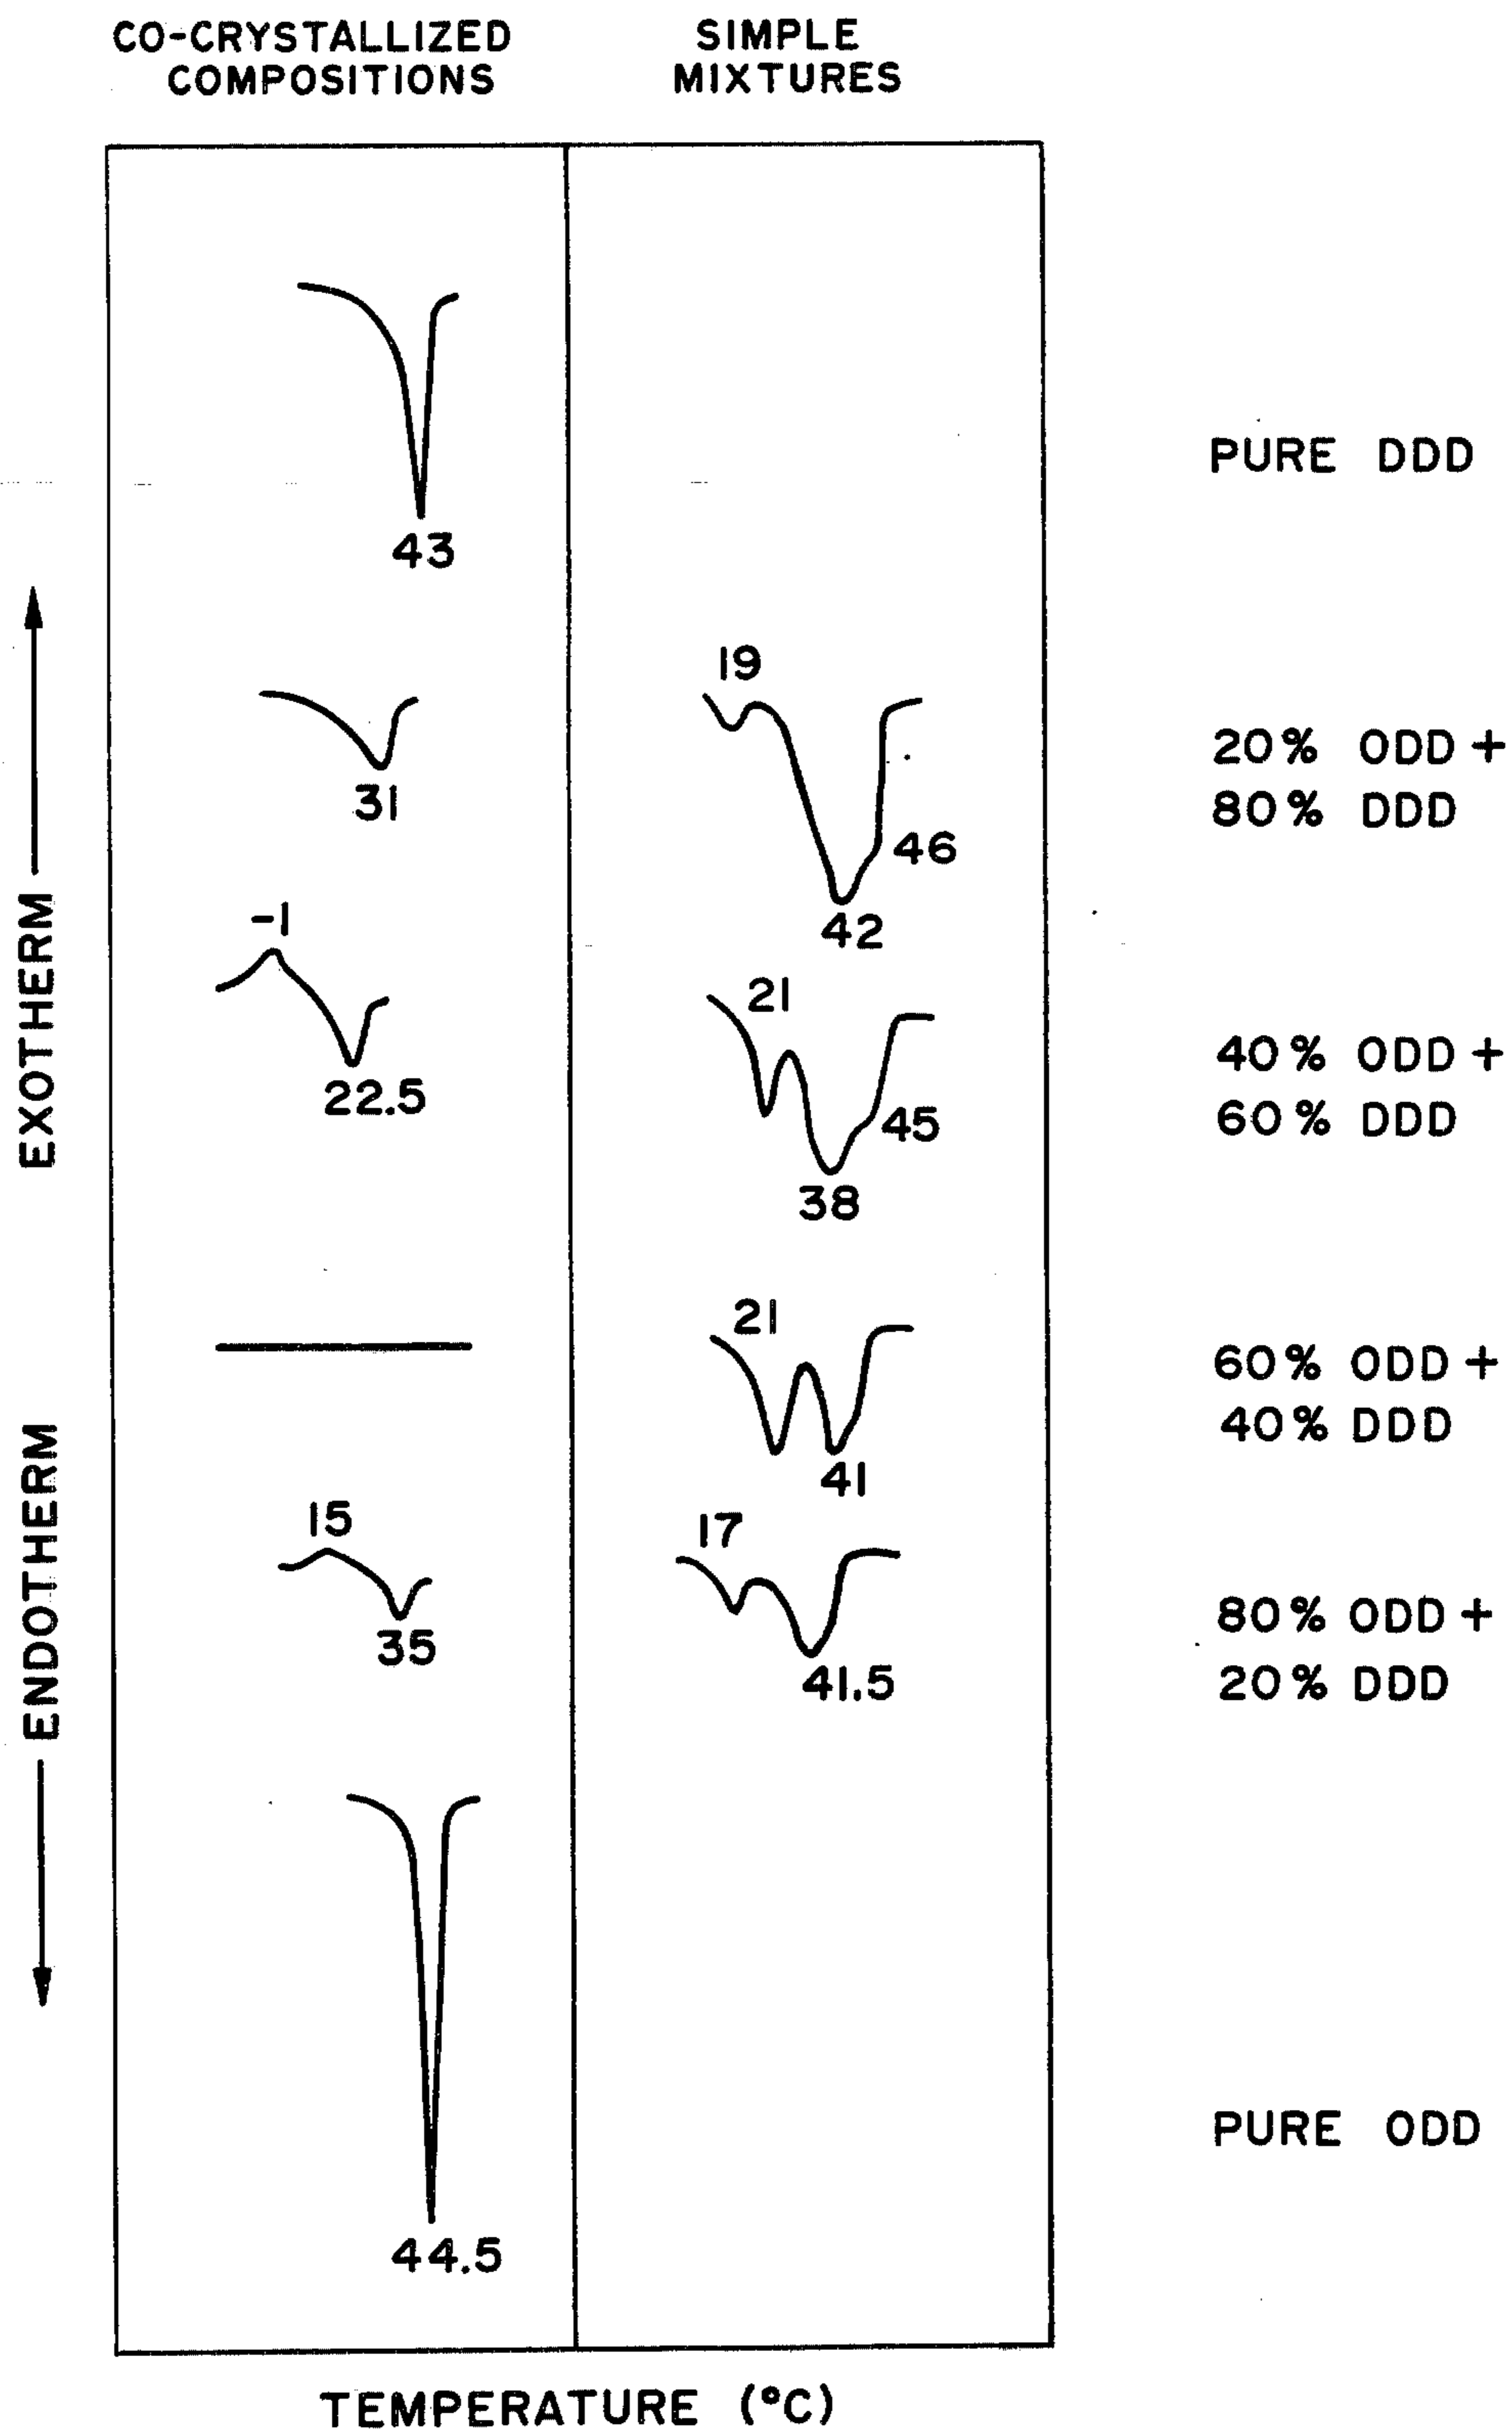 CO-CRYSTALLIZED
COMPOSITIONS
SIMPLE
MIXTURES
43
PURE DDD
31
19
46
42
20% ODD +
80% DDD
-1
22.5
21
45
38
40% ODD +
60% DDD
21
41
60% ODD +
40% DDD
15
35
17
41.5
80% ODD +
20% DDD
44.5
PURE ODD
EXOTHERM
ENDOTHERM
TEMPERATURE (°C)